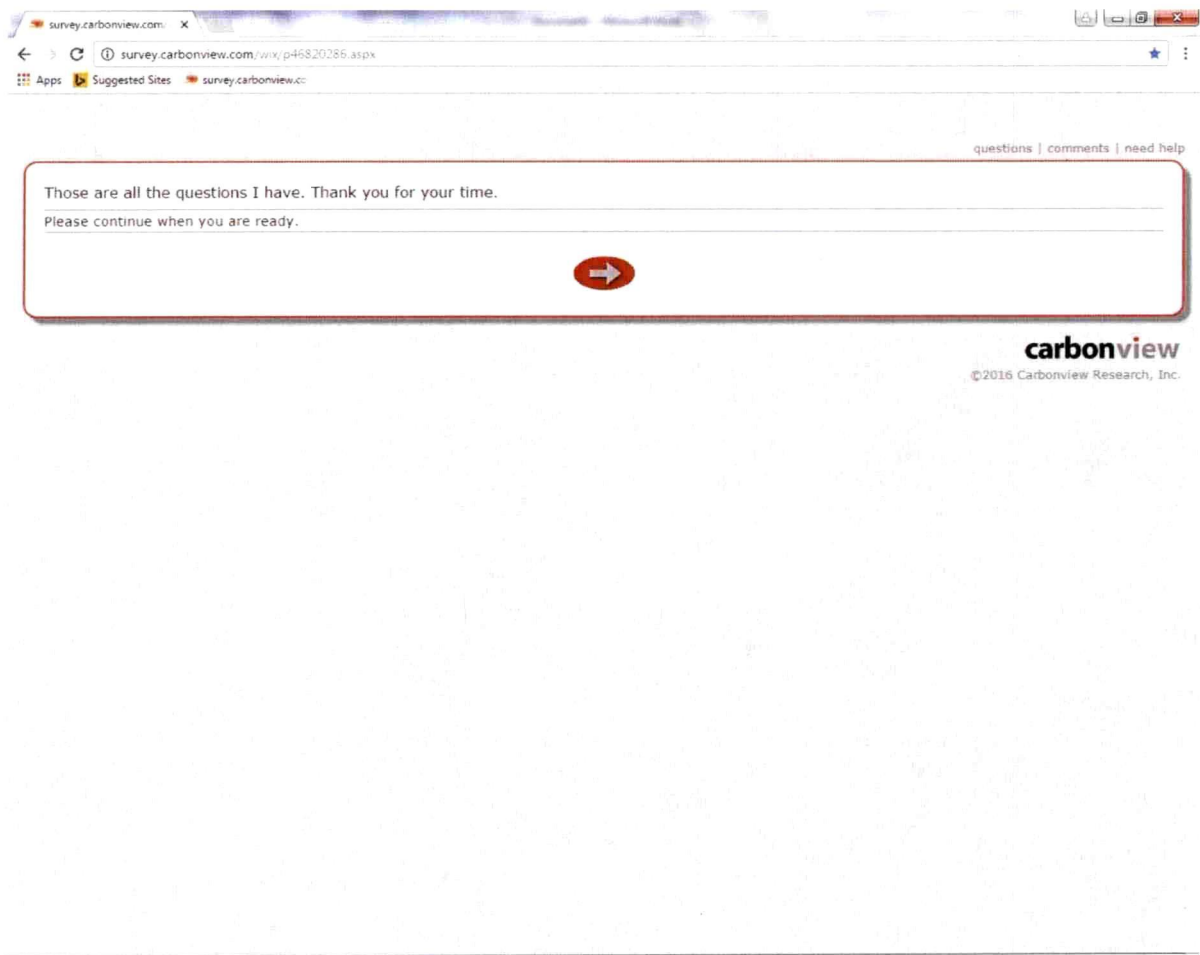 survey.carbonview.com/ x
survey.carbonview.com/wix/p46820286.aspx
Apps Suggested Sites survey.carbonview.cc
questions | comments | need help
Those are all the questions I have. Thank you for your time.
Please continue when you are ready.
carbonview
©2016 Carbonview Research, Inc.